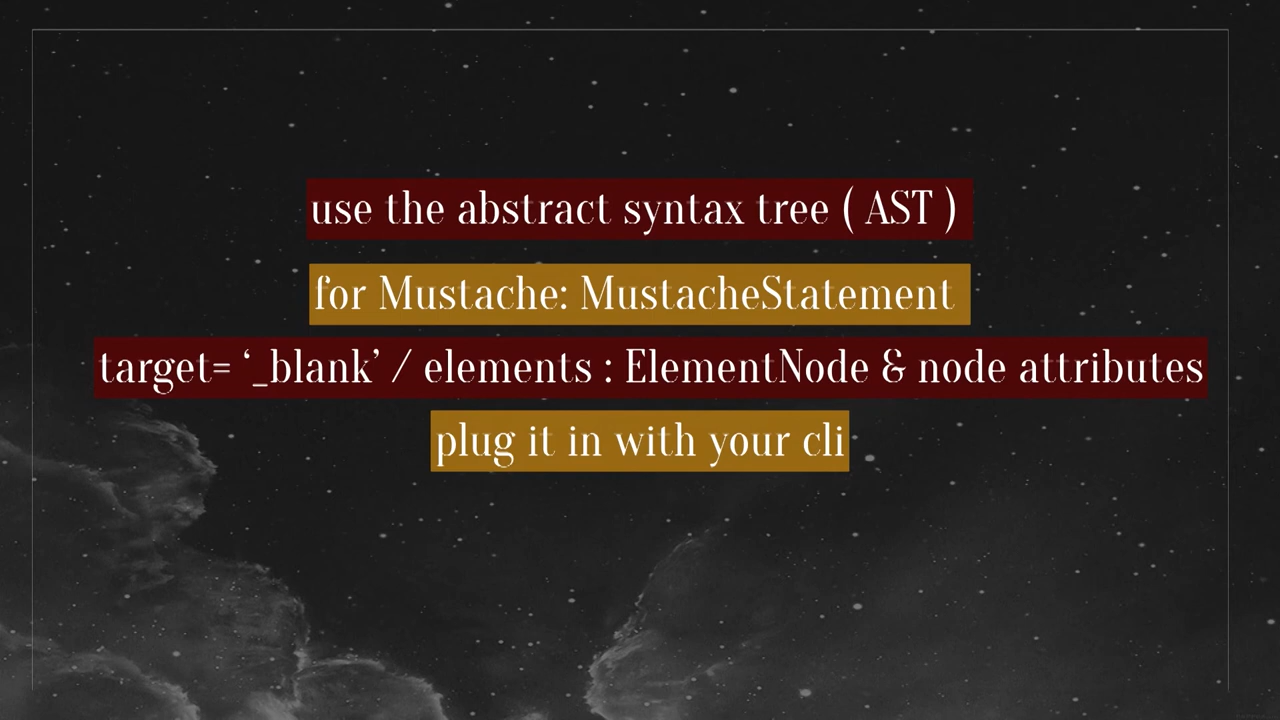 use the abstract syntax tree ( AST )
for Mustache: MustacheStatement
target= ‘_blank’ / elements : ElementNode & node attributes
plug it in with your cli